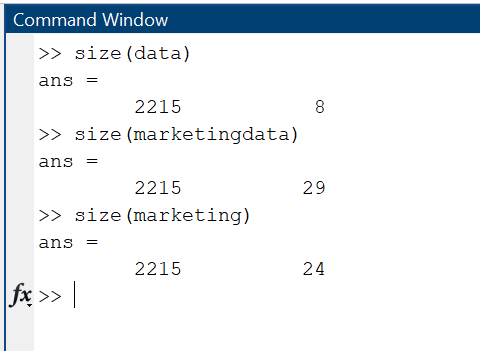 Command Window
>> size(data)
ans =
2215 8
>> size(marketingdata)
ans =
2215 29
>> size(marketing)
ans =
2215 24
fx >>